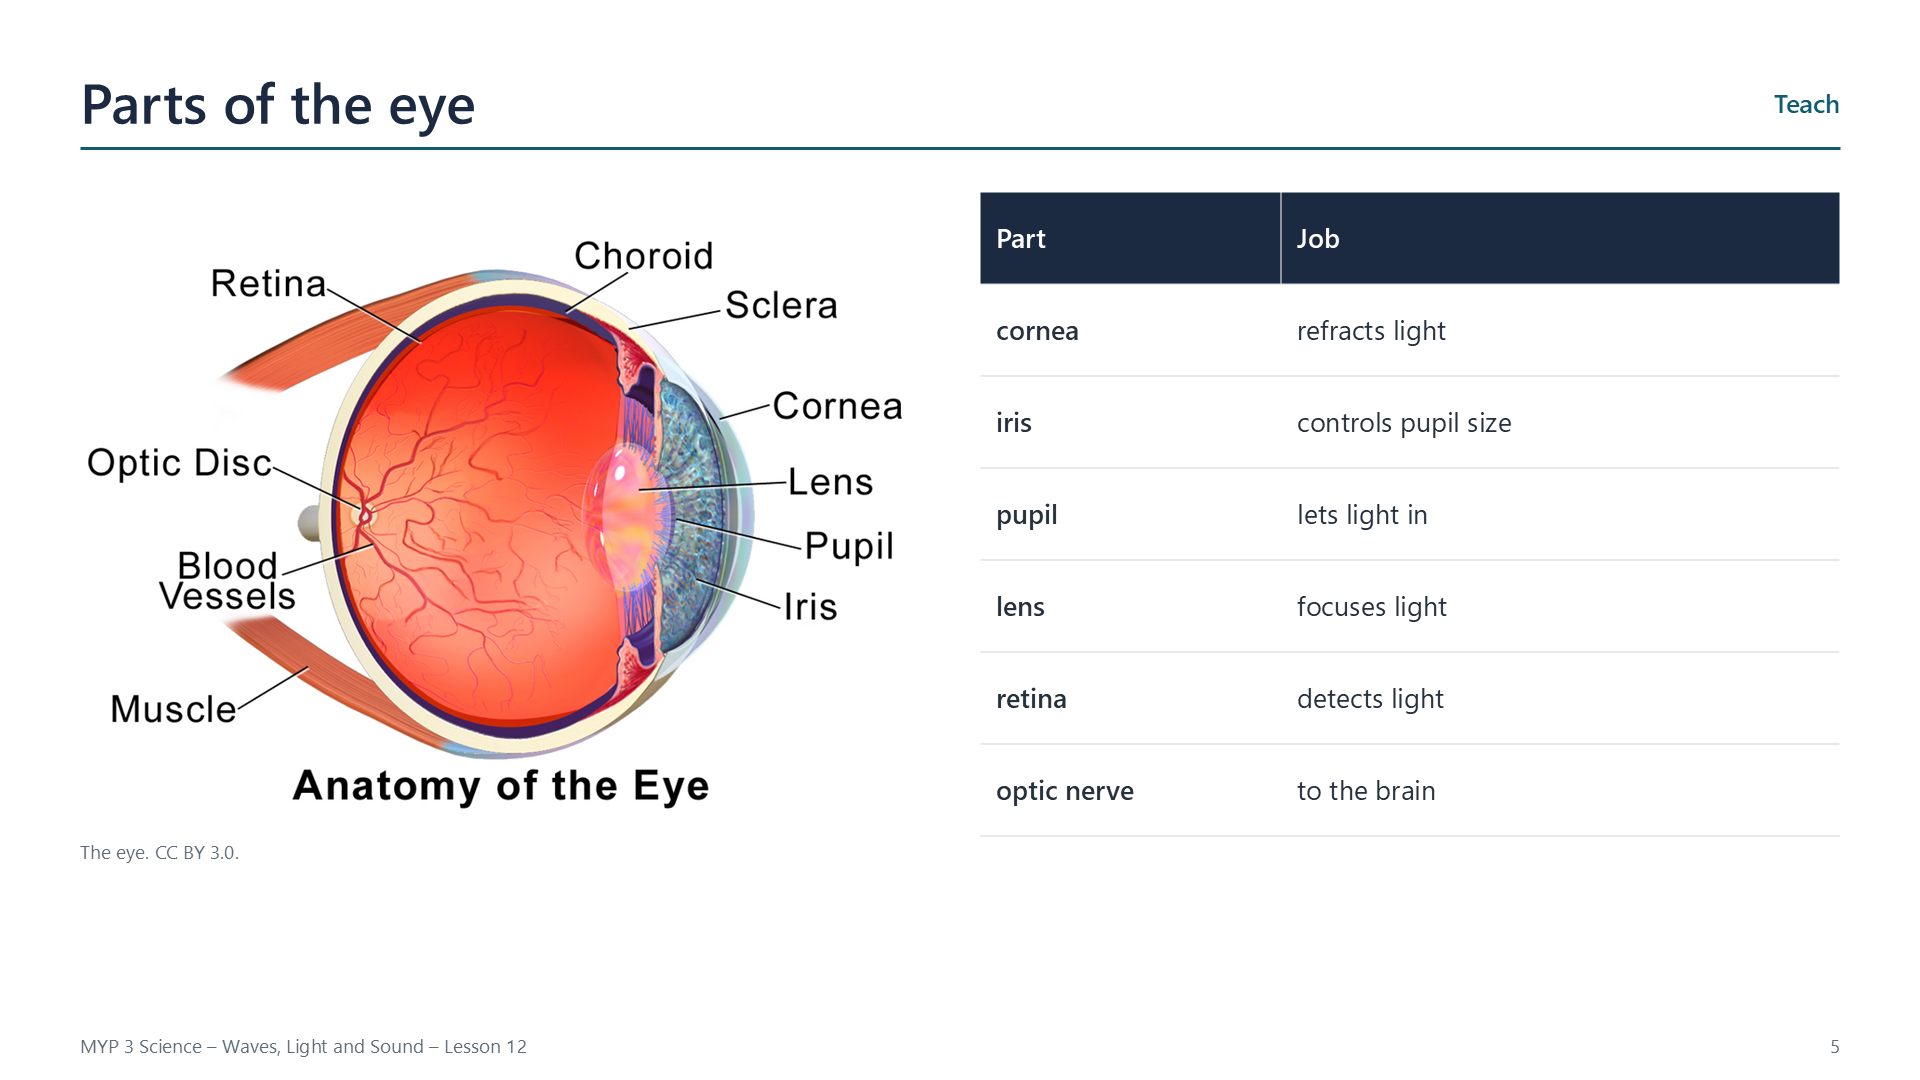 Parts of the eye
Teach
Retina
Choroid
Sclera
Cornea
Optic Disc
Lens
Pupil
Blood
Vessels
Iris
Muscle
Anatomy of the Eye
The eye. CC BY 3.0.
Part Job
cornea refracts light
iris controls pupil size
pupil lets light in
lens focuses light
retina detects light
optic nerve to the brain
MYP 3 Science – Waves, Light and Sound – Lesson 12
5